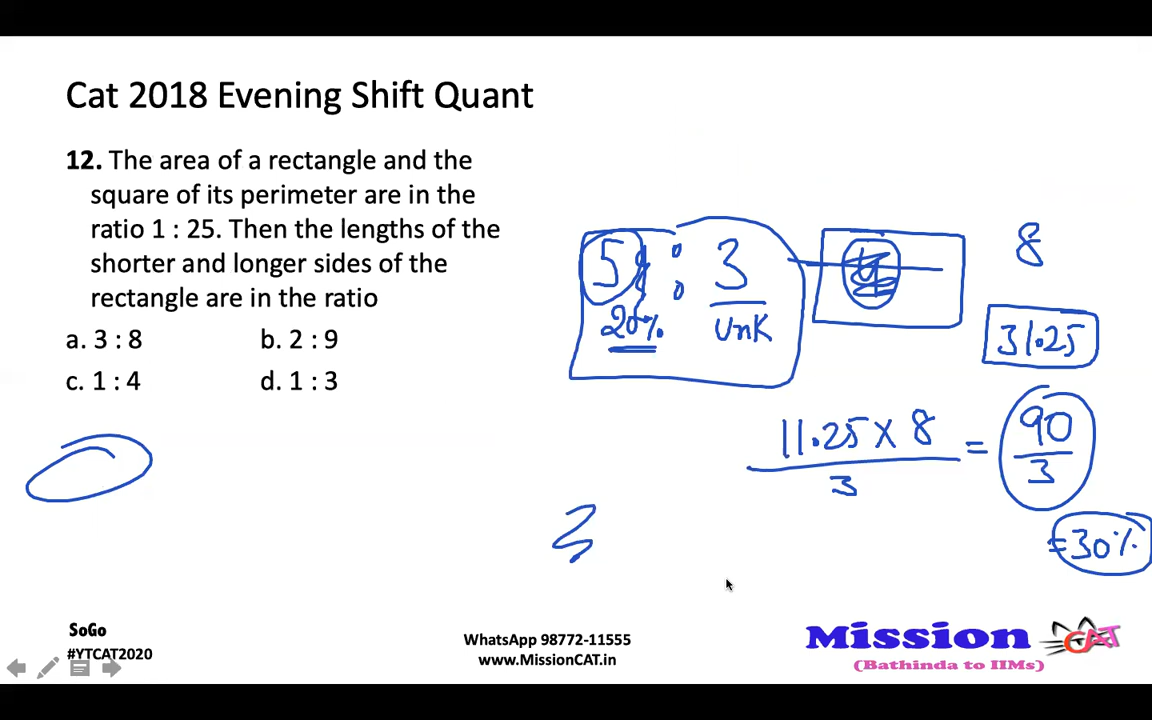 Cat 2018 Evening Shift Quant
12. The area of a rectangle and the
square of its perimeter are in the
ratio 1 : 25. Then the lengths of the
shorter and longer sides of the
rectangle are in the ratio
a. 3 : 8 b. 2 : 9
c. 1 : 4 d. 1 : 3
5 : 3
8
20%
UnK
31.25
11.25 x 8
3
=
90
3
=30%
SoGo
#YTCAT2020
WhatsApp 98772-11555
www.MissionCAT.in
Mission CAT
(Bathinda to IIMs)